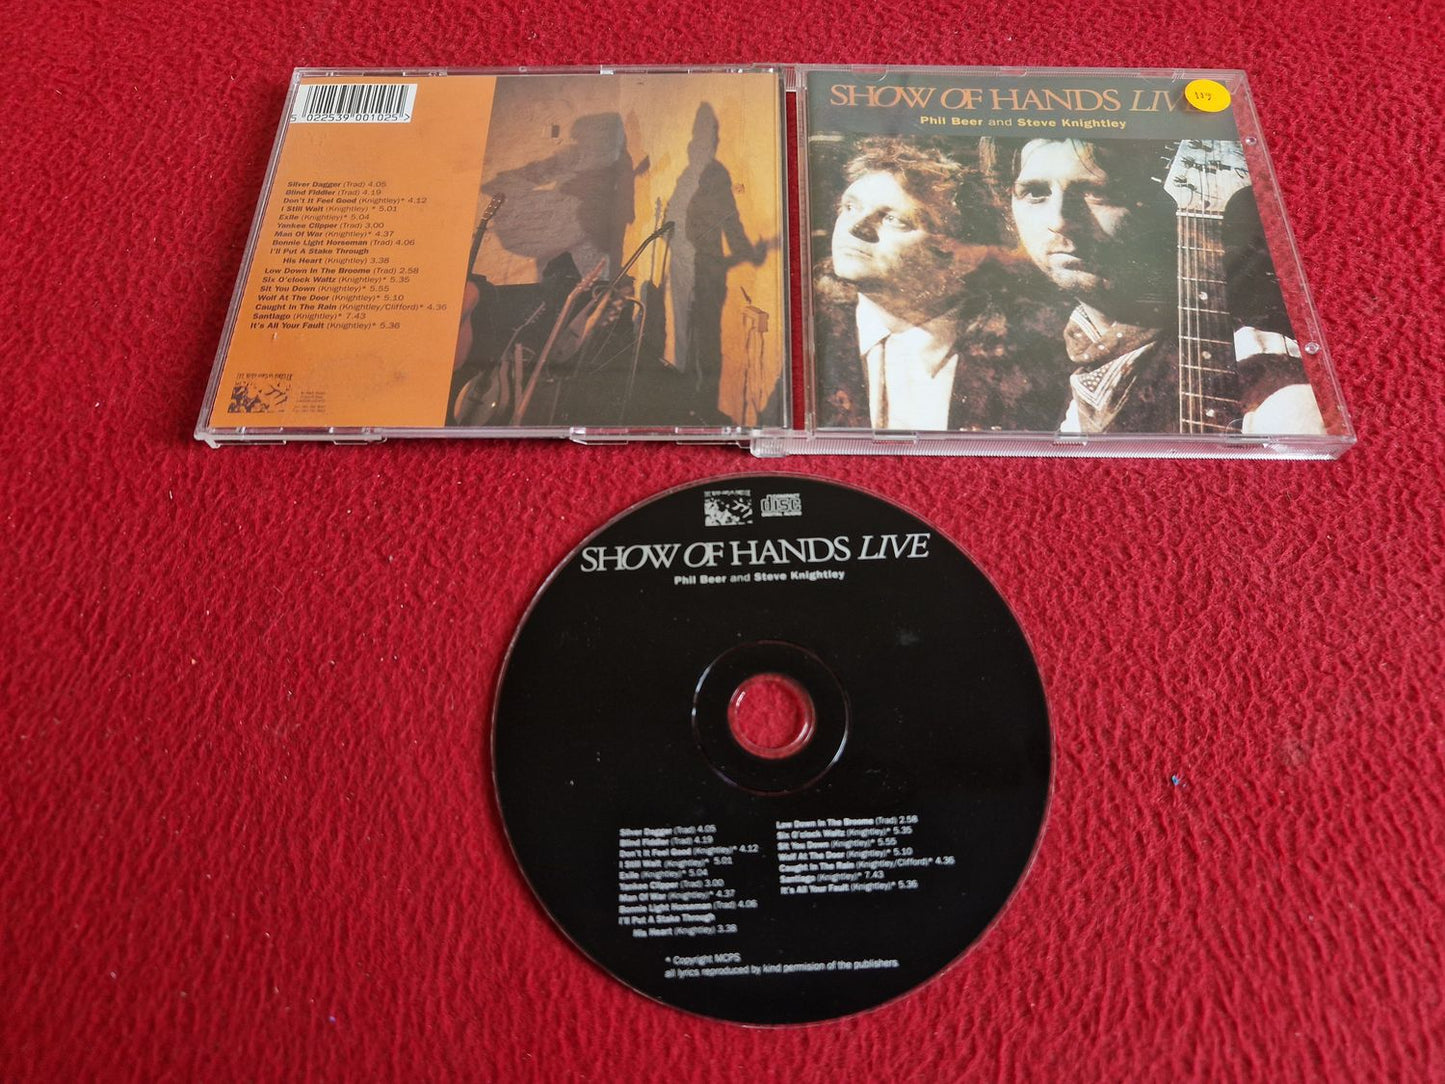 5 022539 001025 >
Silver Dagger (Trad) 4.05
Blind Fiddler (Trad) 4.19
Don't It Feel Good (Knightley)* 4.12
I Still Wait (Knightley)* 5.01
Exile (Knightley)* 5.04
Yankee Clipper (Trad) 3.00
Man Of War (Knightley)* 4.37
Bonnie Light Horseman (Trad) 4.06
I'll Put A Stake Through
His Heart (Knightley) 3.38
Low Down In The Broome (Trad) 2.58
Six O'clock Waltz (Knightley)* 5.35
Sit You Down (Knightley)* 5.55
Wolf At The Door (Knightley)* 5.10
Caught In The Rain (Knightley/Clifford)* 4.36
Santiago (Knightley)* 7.43
It's All Your Fault (Knightley)* 5.36
SHOW OF HANDS LIV
Phil Beer and Steve Knightley
COMPACT
disc
DIGITAL AUDIO
SHOW OF HANDS LIVE
Phil Beer and Steve Knightley
Silver Dagger (Trad) 4.05
Blind Fiddler (Trad) 4.19
Don't It Feel Good (Knightley)* 4.12
I Still Wait (Knightley)* 5.01
Exile (Knightley)* 5.04
Yankee Clipper (Trad) 3.00
Man Of War (Knightley)* 4.37
Bonnie Light Horseman (Trad) 4.06
I'll Put A Stake Through
His Heart (Knightley) 3.38
Low Down In The Broome (Trad) 2.58
Six O'clock Waltz (Knightley)* 5.35
Sit You Down (Knightley)* 5.55
Wolf At The Door (Knightley)* 5.10
Caught In The Rain (Knightley/Clifford)* 4.36
Santiago (Knightley)* 7.43
It's All Your Fault (Knightley)* 5.36
* Copyright MCPS
all lyrics reproduced by kind permision of the publishers